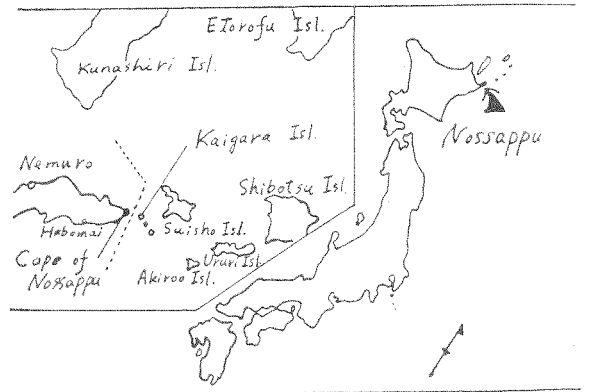 ETorofu Isl.
Kunashiri Isl.
Nossappu
Kaigara Isl.
Nemuro
Shibotsu Isl.
Habomai
Suisho Isl.
Cape of
Nossappu
Ururi Isl.
Akiroo Isl.